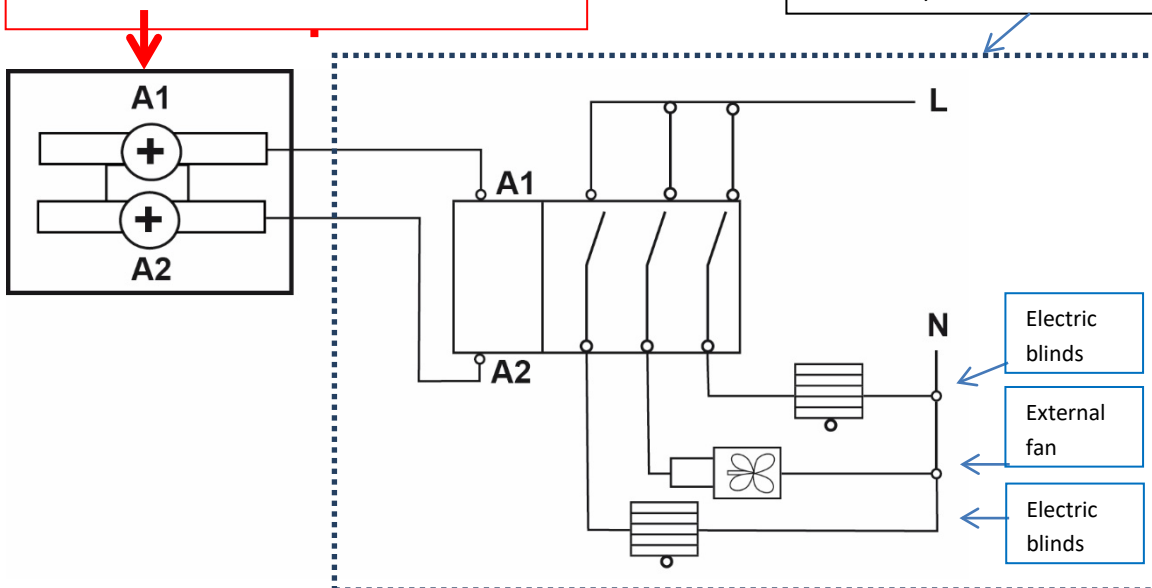 A1
L
A1
A2
A2
N
Electric
blinds
External
fan
Electric
blinds